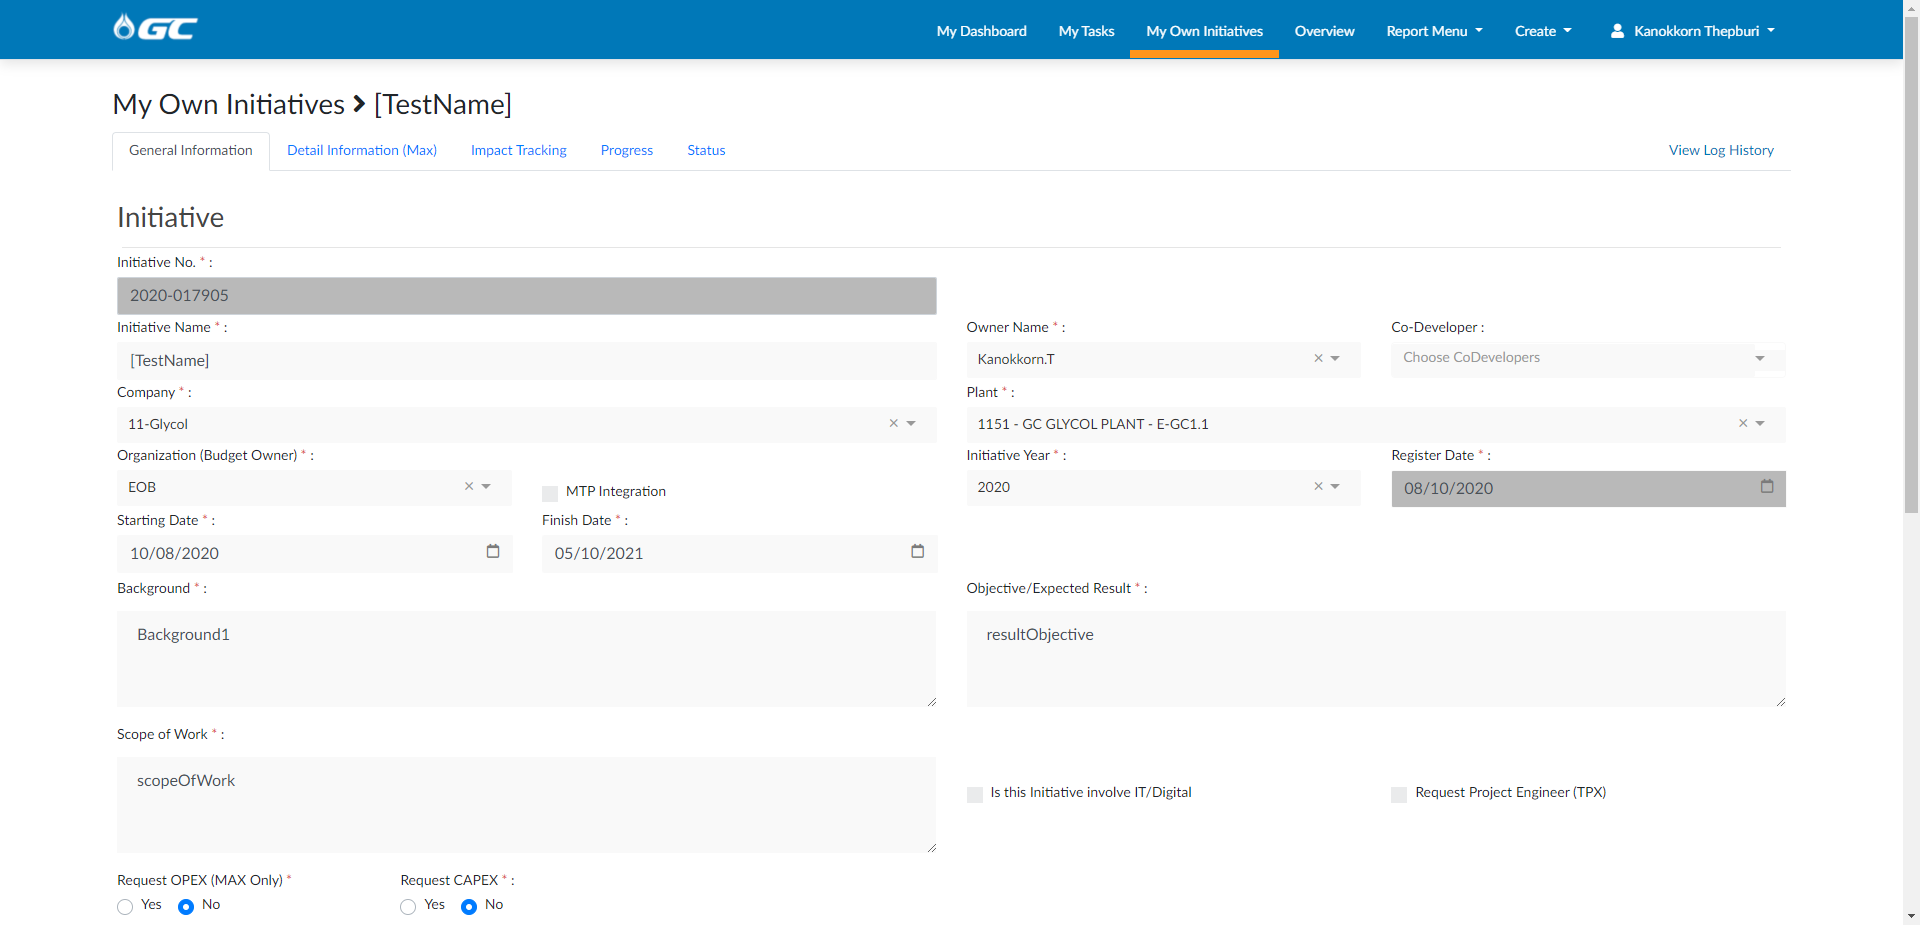 GC My Dashboard My Tasks My Own Initiatives Overview Report Menu Create Kanokkorn Thepburi
My Own Initiatives > [TestName]
General Information Detail Information (Max) Impact Tracking Progress Status View Log History
Initiative
Initiative No. * :
2020-017905
Initiative Name * : Owner Name * : Co-Developer :
[TestName] Kanokkorn.T Choose CoDevelopers
Company * : Plant * :
11-Glycol 1151 - GC GLYCOL PLANT - E-GC1.1
Organization (Budget Owner) * : Initiative Year * : Register Date * :
EOB MTP Integration 2020 08/10/2020
Starting Date * : Finish Date * :
10/08/2020 05/10/2021
Background * : Objective/Expected Result * :
Background1 resultObjective
Scope of Work * :
scopeOfWork
Is this Initiative involve IT/Digital Request Project Engineer (TPX)
Request OPEX (MAX Only) * Request CAPEX * :
Yes No Yes No